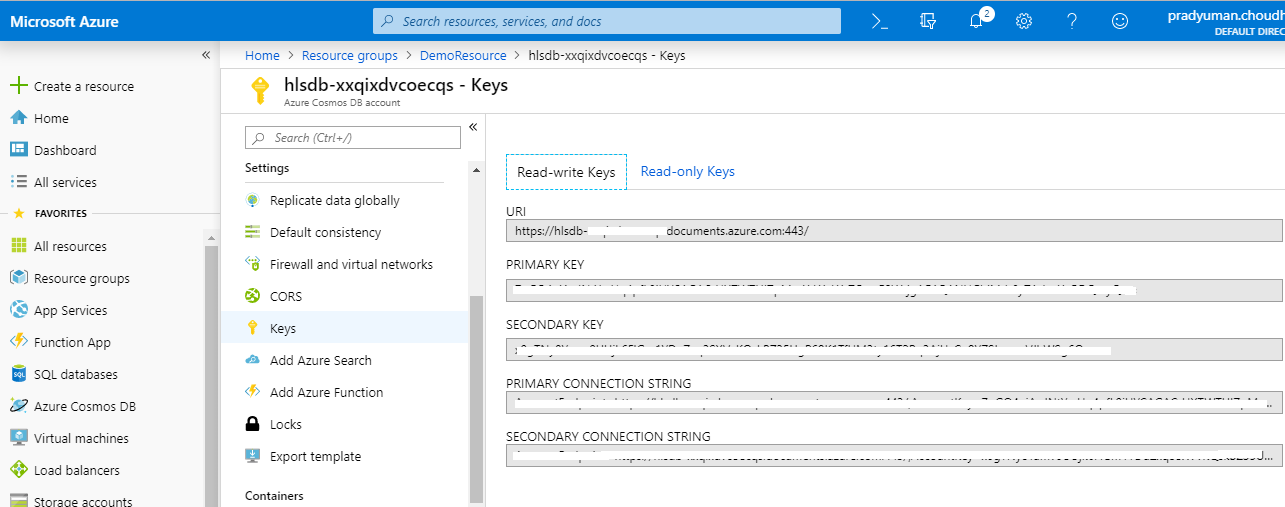 Microsoft Azure
Search resources, services, and docs
2
pradyuman.choudh
DEFAULT DIREC
Home > Resource groups > DemoResource > hlsdb-xxqixdvcoecqs - Keys
hlsdb-xxqixdvcoecqs - Keys
Azure Cosmos DB account
Create a resource
Home
Dashboard
All services
FAVORITES
All resources
Resource groups
App Services
Function App
SQL databases
Azure Cosmos DB
Virtual machines
Load balancers
Storage accounts
Search (Ctrl+/)
Settings
Replicate data globally
Default consistency
Firewall and virtual networks
CORS
Keys
Add Azure Search
Add Azure Function
Locks
Export template
Containers
Read-write Keys
Read-only Keys
URI
https://hlsdb- documents.azure.com:443/
PRIMARY KEY
SECONDARY KEY
PRIMARY CONNECTION STRING
SECONDARY CONNECTION STRING